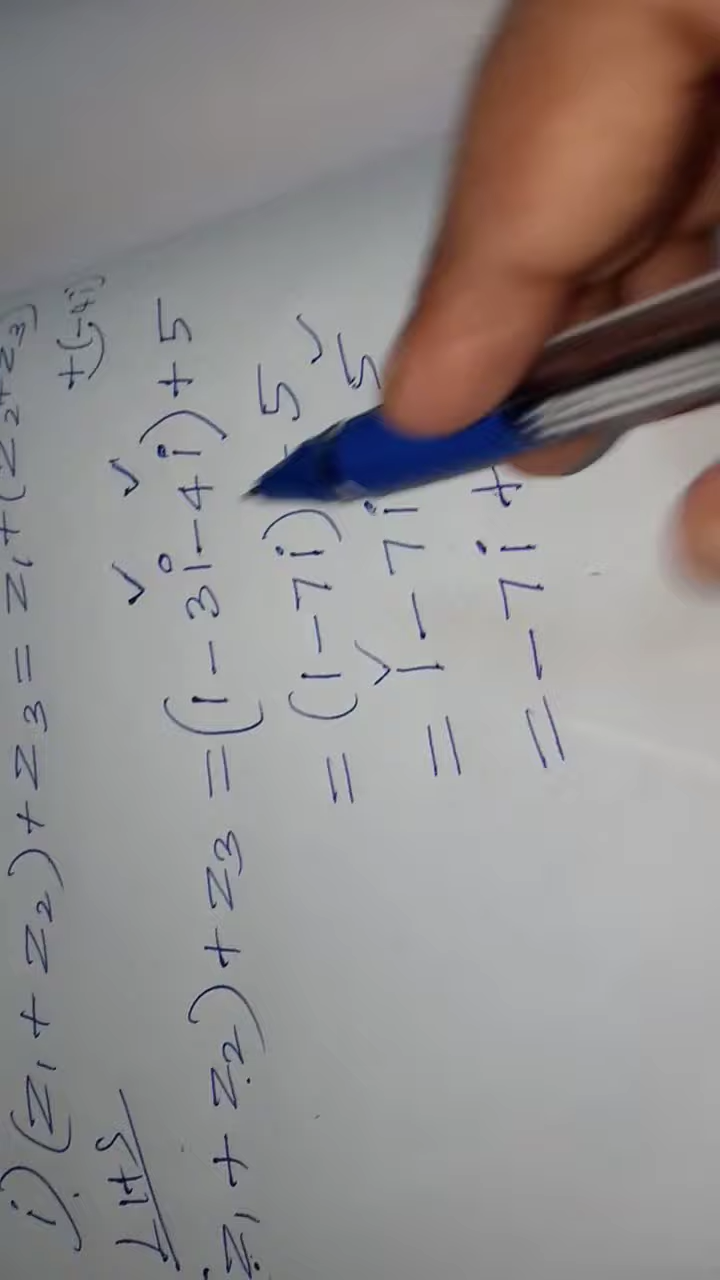 i) (z₁ + z₂) + z₃ = z₁ + (z₂ + z₃)
+(-4i)
LHS
z₁ + z₂) + z₃ = (1 - 3i - 4i) + 5
= (1 - 7i) 5
= 1 - 7i 5
= - 7i +